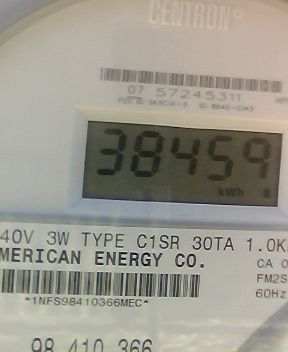 CENTRON®
07 57245311
38459
kWh
40V 3W TYPE C1SR 30TA 1.0K
MERICAN ENERGY CO.
CA 0
FM2S
*1NFS98410366MEC*
60Hz
98 410 366